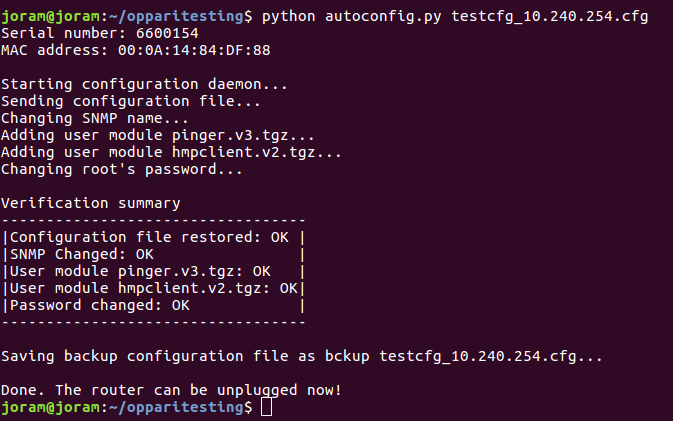 joram@joram:~/opparitesting$ python autoconfig.py testcfg_10.240.254.cfg
Serial number: 6600154
MAC address: 00:0A:14:84:DF:88
Starting configuration daemon...
Sending configuration file...
Changing SNMP name...
Adding user module pinger.v3.tgz...
Adding user module hmpclient.v2.tgz...
Changing root's password...
Verification summary
----------------------------------
|Configuration file restored: OK |
|SNMP Changed: OK                |
|User module pinger.v3.tgz: OK   |
|User module hmpclient.v2.tgz: OK|
|Password changed: OK            |
----------------------------------
Saving backup configuration file as bckup testcfg_10.240.254.cfg...
Done. The router can be unplugged now!
joram@joram:~/opparitesting$